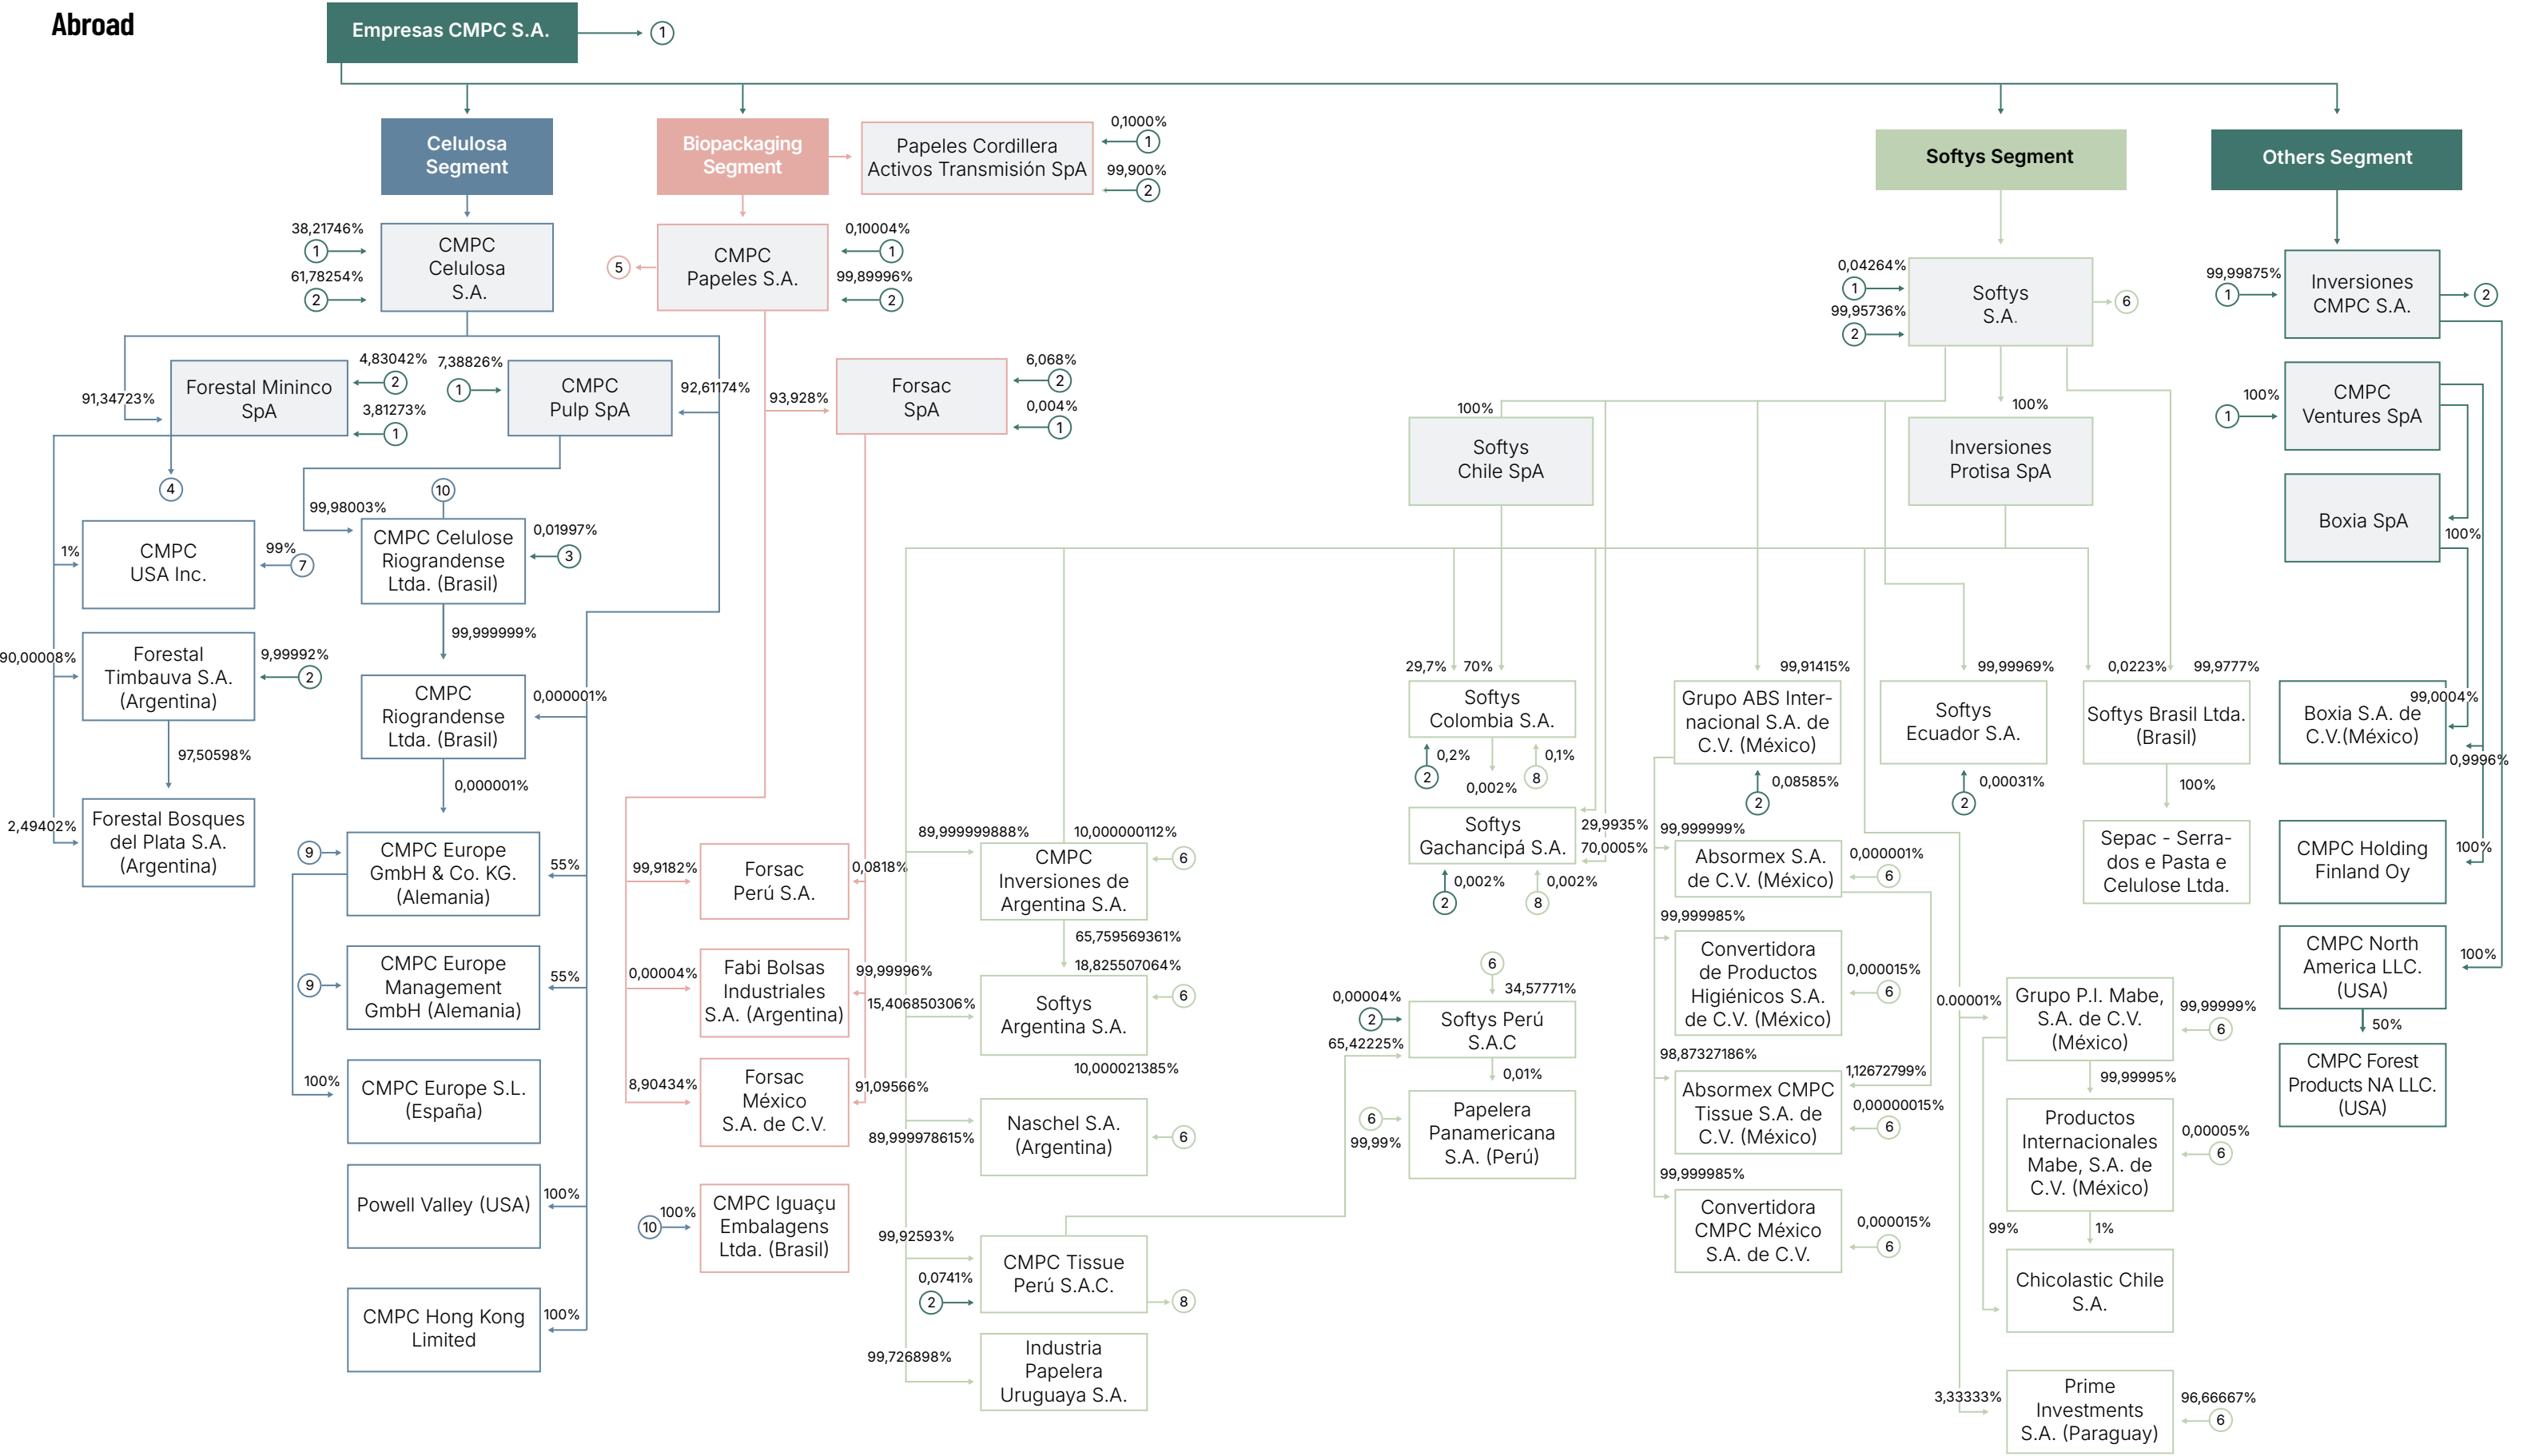 Abroad
Empresas CMPC S.A.
1
Celulosa
Segment
Biopackaging
Segment
Papeles Cordillera
Activos Transmisión SpA
0,1000%
1
99,900%
2
Softys Segment
Others Segment
38,21746%
1
61,78254%
2
CMPC
Celulosa
S.A.
5
CMPC
Papeles S.A.
0,10004%
1
99,89996%
2
0,04264%
1
99,95736%
2
Softys
S.A.
6
99,99875%
1
Inversiones
CMPC S.A.
2
91,34723%
Forestal Mininco
SpA
4,83042%
2
3,81273%
1
7,38826%
1
CMPC
Pulp SpA
92,61174%
93,928%
Forsac
SpA
6,068%
2
0,004%
1
100%
Softys
Chile SpA
100%
Inversiones
Protisa SpA
100%
1
CMPC
Ventures SpA
Boxia SpA
100%
4
10
99,98003%
1%
CMPC
USA Inc.
99%
7
CMPC Celulose
Riograndense
Ltda. (Brasil)
0,01997%
3
99,999999%
90,00008%
Forestal
Timbauva S.A.
(Argentina)
9,99992%
2
97,50598%
CMPC
Riograndense
Ltda. (Brasil)
0,000001%
0,000001%
2,49402%
Forestal Bosques
del Plata S.A.
(Argentina)
9
CMPC Europe
GmbH & Co. KG.
(Alemania)
55%
9
CMPC Europe
Management
GmbH (Alemania)
55%
100%
CMPC Europe S.L.
(España)
Powell Valley (USA)
100%
CMPC Hong Kong
Limited
100%
99,9182%
Forsac
Perú S.A.
0,0818%
0,00004%
Fabi Bolsas
Industriales
S.A. (Argentina)
99,99996%
8,90434%
Forsac
México
S.A. de C.V.
91,09566%
10
100%
CMPC Iguaçu
Embalagens
Ltda. (Brasil)
89,999999888%
10,000000112%
CMPC
Inversiones de
Argentina S.A.
6
65,759569361%
18,825507064%
15,406850306%
Softys
Argentina S.A.
6
10,000021385%
89,999978615%
Naschel S.A.
(Argentina)
6
99,92593%
0,0741%
2
CMPC Tissue
Perú S.A.C.
8
99,726898%
Industria
Papelera
Uruguaya S.A.
29,7%
70%
Softys
Colombia S.A.
2
0,2%
0,002%
8
0,1%
Softys
Gachancipá S.A.
29,9935%
70,0005%
2
0,002%
8
0,002%
6
34,57771%
0,00004%
2
65,42225%
Softys Perú
S.A.C
0,01%
6
99,99%
Papelera
Panamericana
S.A. (Perú)
99,91415%
Grupo ABS Inter-
nacional S.A. de
C.V. (México)
2
0,08585%
99,999999%
Absormex S.A.
de C.V. (México)
0,000001%
6
99,999985%
Convertidora
de Productos
Higiénicos S.A.
de C.V. (México)
0,000015%
6
98,87327186%
Absormex CMPC
Tissue S.A. de
C.V. (México)
1,12672799%
0,00000015%
6
99,999985%
Convertidora
CMPC México
S.A. de C.V.
0,000015%
6
99,99969%
Softys
Ecuador S.A.
2
0,00031%
0,0223%
99,9777%
Softys Brasil Ltda.
(Brasil)
100%
Sepac - Serra-
dos e Pasta e
Celulose Ltda.
0.00001%
Grupo P.I. Mabe,
S.A. de C.V.
(México)
99,99999%
6
99,99995%
Productos
Internacionales
Mabe, S.A. de
C.V. (México)
0,00005%
6
99%
1%
Chicolastic Chile
S.A.
3,33333%
Prime
Investments
S.A. (Paraguay)
96,66667%
6
Boxia S.A. de
C.V.(México)
99,0004%
0,9996%
CMPC Holding
Finland Oy
100%
CMPC North
America LLC.
(USA)
100%
50%
CMPC Forest
Products NA LLC.
(USA)